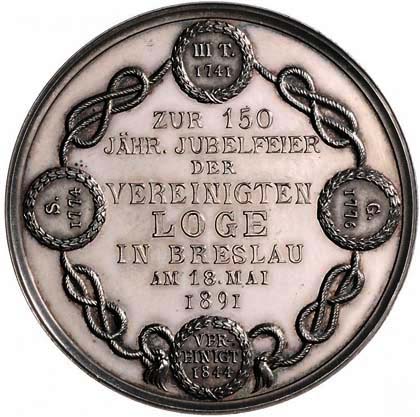 III T.
1741
ZUR 150
JÄHR. JUBELFEIER
DER
VEREINIGTEN
LOGE
IN BRESLAU
AM 18. MAI
1891
S.
1774
G.
1776
VER-
EINIGT
1844